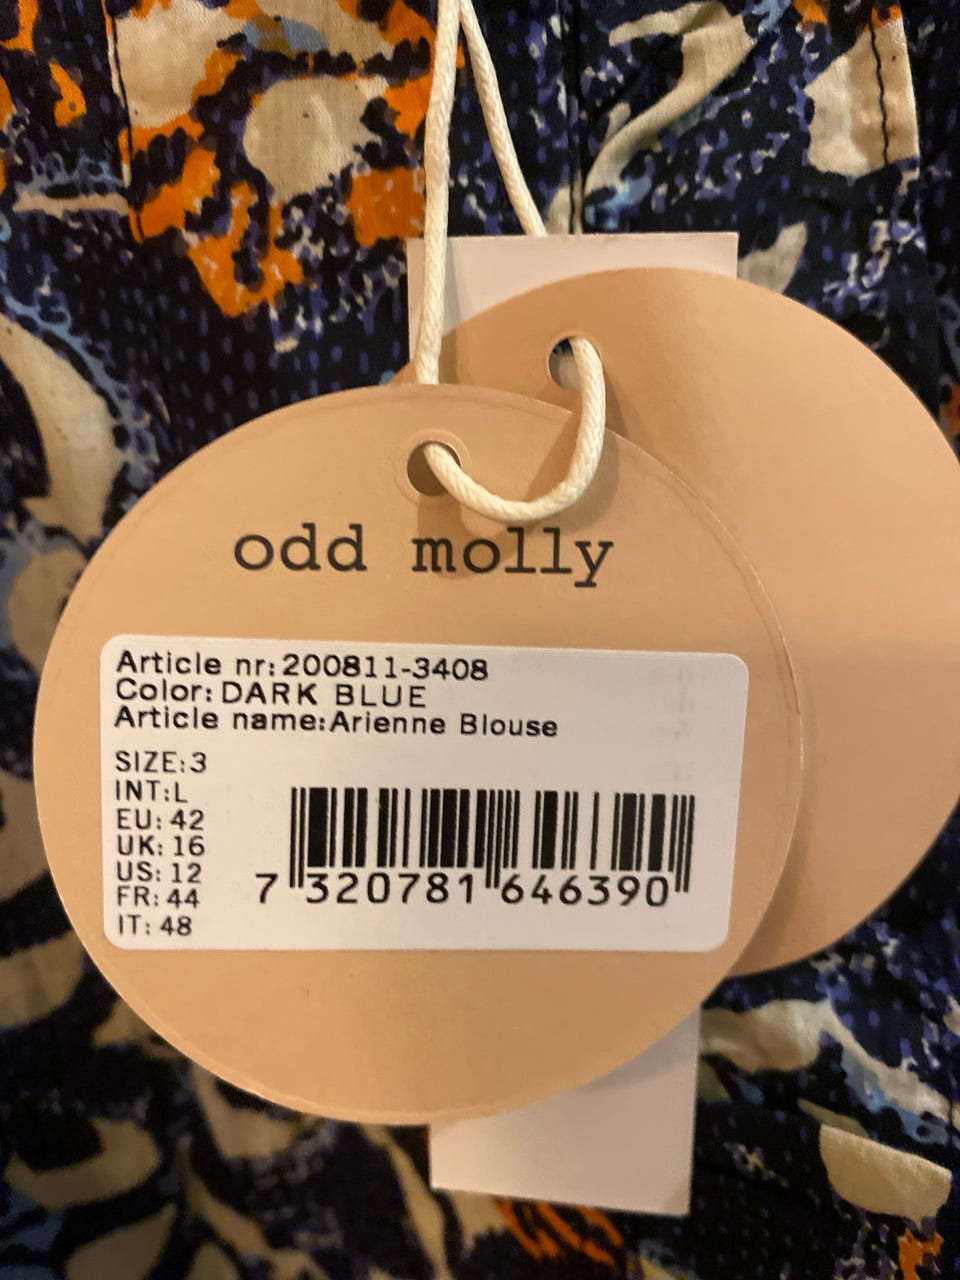 odd molly
Article nr:200811-3408
Color:DARK BLUE
Article name:Arienne Blouse
SIZE:3
INT:L
EU: 42
UK: 16
US: 12
FR: 44
IT: 48
7 320781 646390